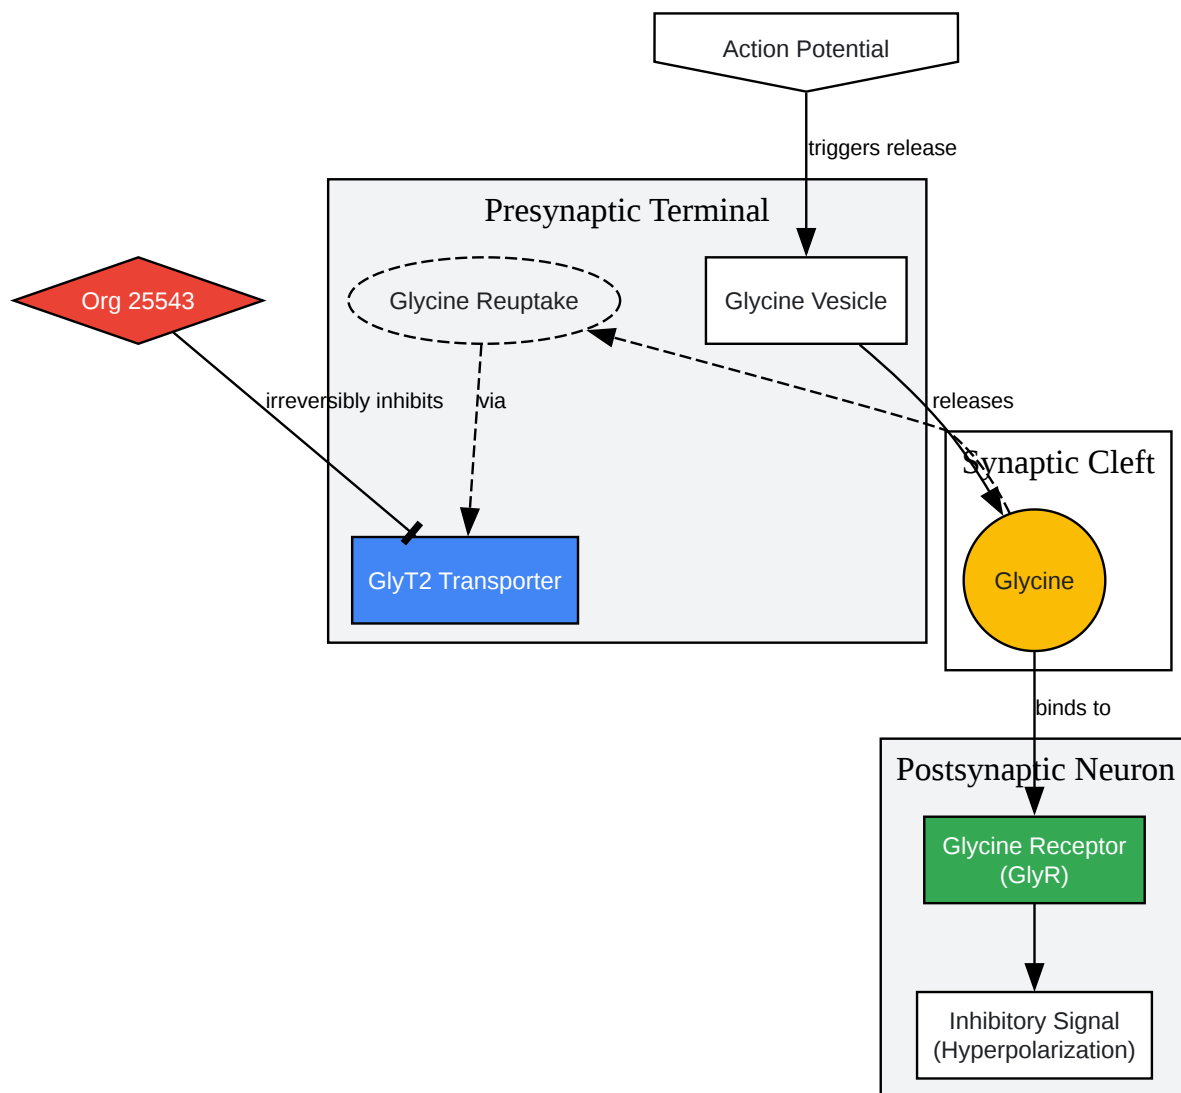 Action Potential
triggers release
Presynaptic Terminal
Org 25543
Glycine Reuptake
Glycine Vesicle
irreversibly inhibits
via
releases
Synaptic Cleft
GlyT2 Transporter
Glycine
binds to
Postsynaptic Neuron
Glycine Receptor
(GlyR)
Inhibitory Signal
(Hyperpolarization)